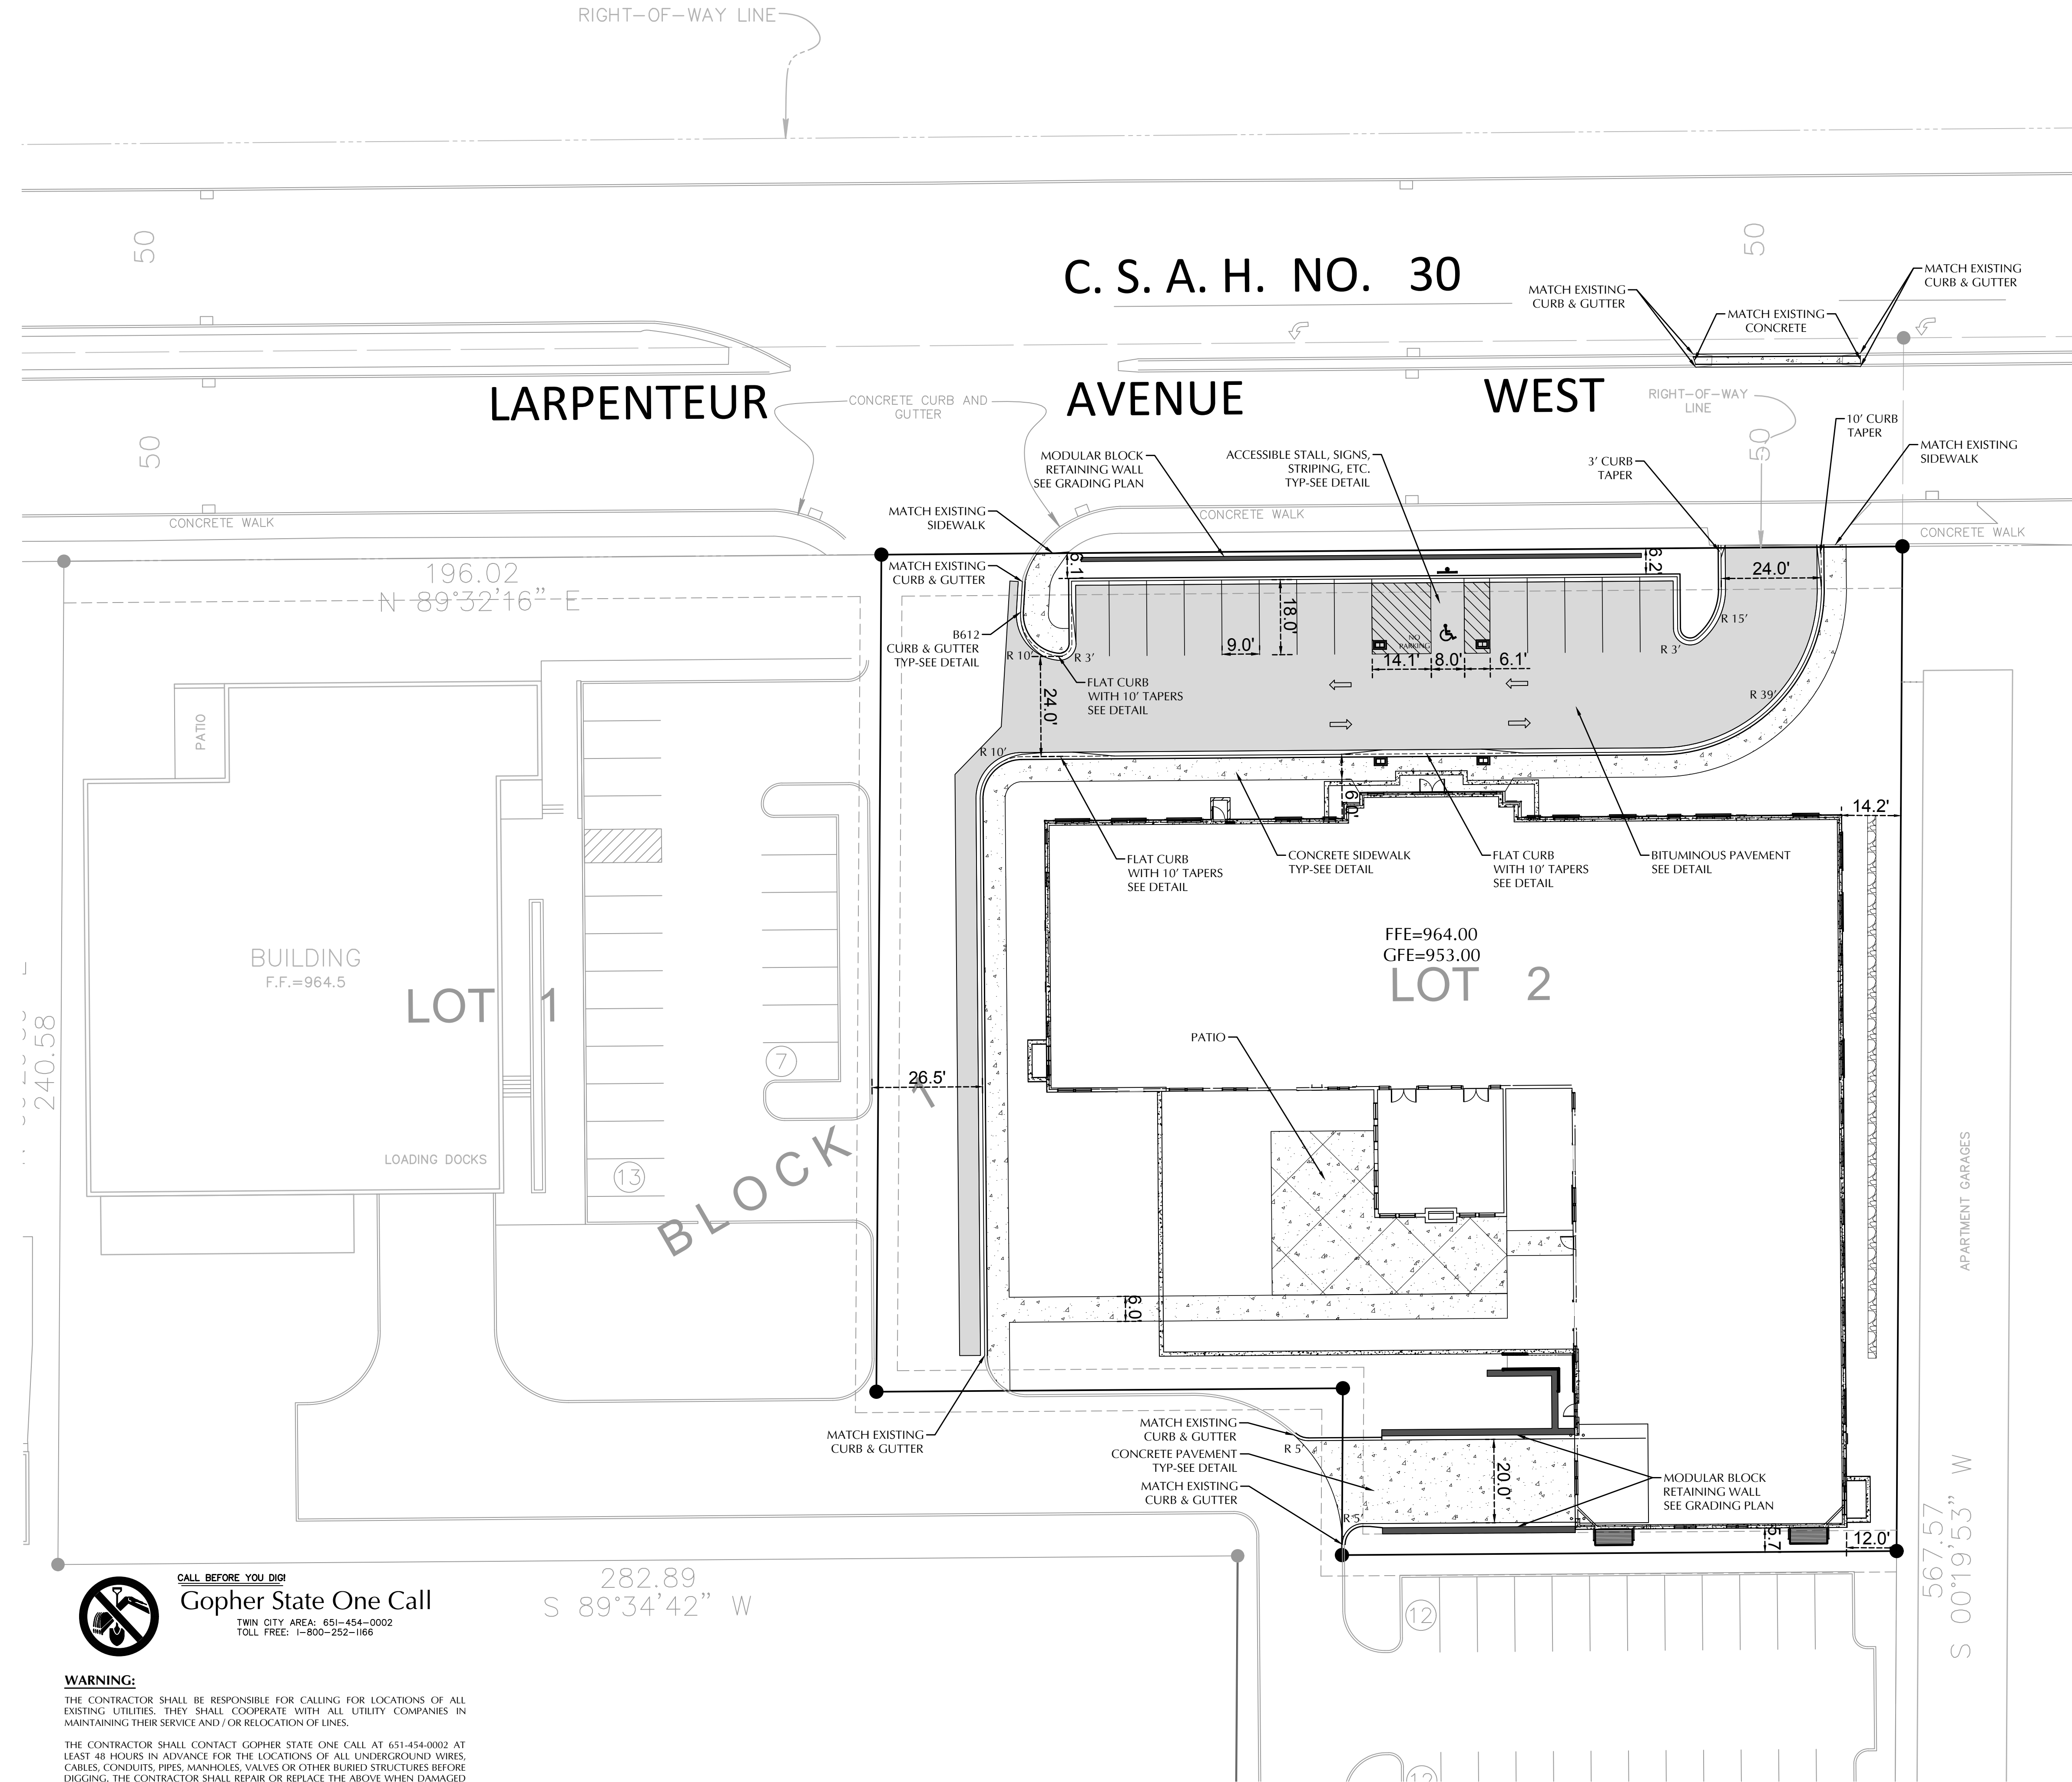 RIGHT-OF-WAY LINE
50
50
C. S. A. H. NO. 30
MATCH EXISTING
CURB & GUTTER
MATCH EXISTING
CURB & GUTTER
MATCH EXISTING
CONCRETE
LARPENTEUR AVENUE WEST
CONCRETE CURB AND
GUTTER
RIGHT-OF-WAY
LINE
50
50
10' CURB
TAPER
MATCH EXISTING
SIDEWALK
3' CURB
TAPER
MODULAR BLOCK
RETAINING WALL
SEE GRADING PLAN
ACCESSIBLE STALL, SIGNS,
STRIPING, ETC.
TYP-SEE DETAIL
MATCH EXISTING
SIDEWALK
CONCRETE WALK
CONCRETE WALK
CONCRETE WALK
MATCH EXISTING
CURB & GUTTER
6.1'
6.2'
24.0'
196.02
N 89°32'16" E
B612
CURB & GUTTER
TYP-SEE DETAIL
18.0'
9.0'
NO
PARKING
14.1'
8.0'
6.1'
R 15'
R 3'
R 10'
R 3'
FLAT CURB
WITH 10' TAPERS
SEE DETAIL
24.0'
R 39'
R 10'
PATIO
6.0'
14.2'
FLAT CURB
WITH 10' TAPERS
SEE DETAIL
CONCRETE SIDEWALK
TYP-SEE DETAIL
FLAT CURB
WITH 10' TAPERS
SEE DETAIL
BITUMINOUS PAVEMENT
SEE DETAIL
FFE=964.00
GFE=953.00
LOT 2
BUILDING
F.F.=964.5
LOT 1
240.58
PATIO
7
26.5'
BLOCK 1
LOADING DOCKS
13
APARTMENT GARAGES
6.0'
MATCH EXISTING
CURB & GUTTER
MATCH EXISTING
CURB & GUTTER
R 5'
CONCRETE PAVEMENT
TYP-SEE DETAIL
MATCH EXISTING
CURB & GUTTER
R 5'
20.0'
MODULAR BLOCK
RETAINING WALL
SEE GRADING PLAN
5.7'
12.0'
567.57
S 00°19'53" W
282.89
S 89°34'42" W
12
12
CALL BEFORE YOU DIG!
Gopher State One Call
TWIN CITY AREA: 651-454-0002
TOLL FREE: 1-800-252-1166
WARNING:
THE CONTRACTOR SHALL BE RESPONSIBLE FOR CALLING FOR LOCATIONS OF ALL
EXISTING UTILITIES. THEY SHALL COOPERATE WITH ALL UTILITY COMPANIES IN
MAINTAINING THEIR SERVICE AND / OR RELOCATION OF LINES.
THE CONTRACTOR SHALL CONTACT GOPHER STATE ONE CALL AT 651-454-0002 AT
LEAST 48 HOURS IN ADVANCE FOR THE LOCATIONS OF ALL UNDERGROUND WIRES,
CABLES, CONDUITS, PIPES, MANHOLES, VALVES OR OTHER BURIED STRUCTURES BEFORE
DIGGING. THE CONTRACTOR SHALL REPAIR OR REPLACE THE ABOVE WHEN DAMAGED